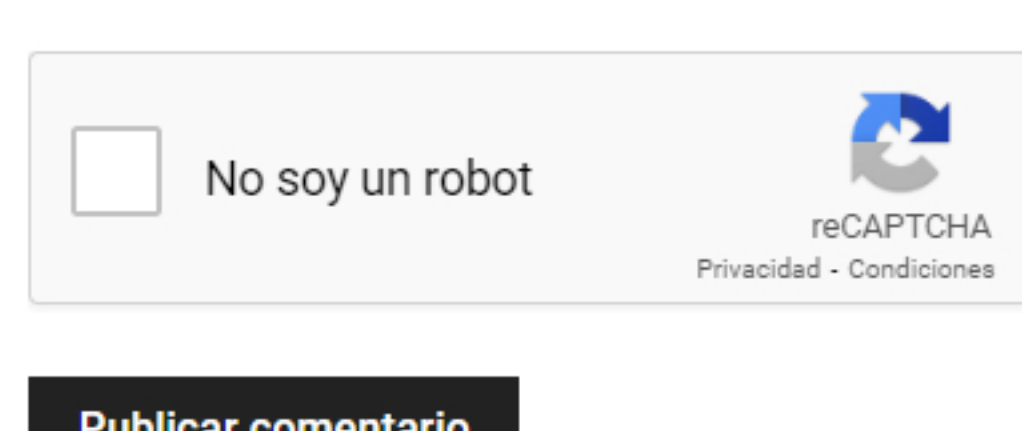 No soy un robot
reCAPTCHA
Privacidad - Condiciones
Publicar comentario